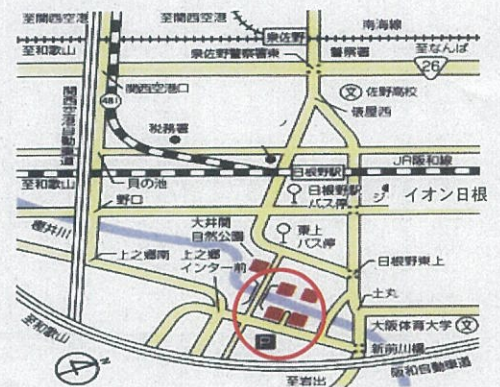 至関西空港
至関西空港
南海線
泉佐野
至和歌山
泉佐野警察署東
警察署
至なんば
26
関西空港口
481
文
佐野高校
俵屋西
関西空港自動車道
税務署
日根野駅
JR阪和線
至和歌山
貝の池
日根野駅
バス停
イオン日根
野口
大井関
自然公園
東上
バス停
樫井川
上之郷南
上之郷
インター前
日根野東上
土丸
至和歌山
P
大阪体育大学
文
新前川橋
N
至岩出
阪和自動車道